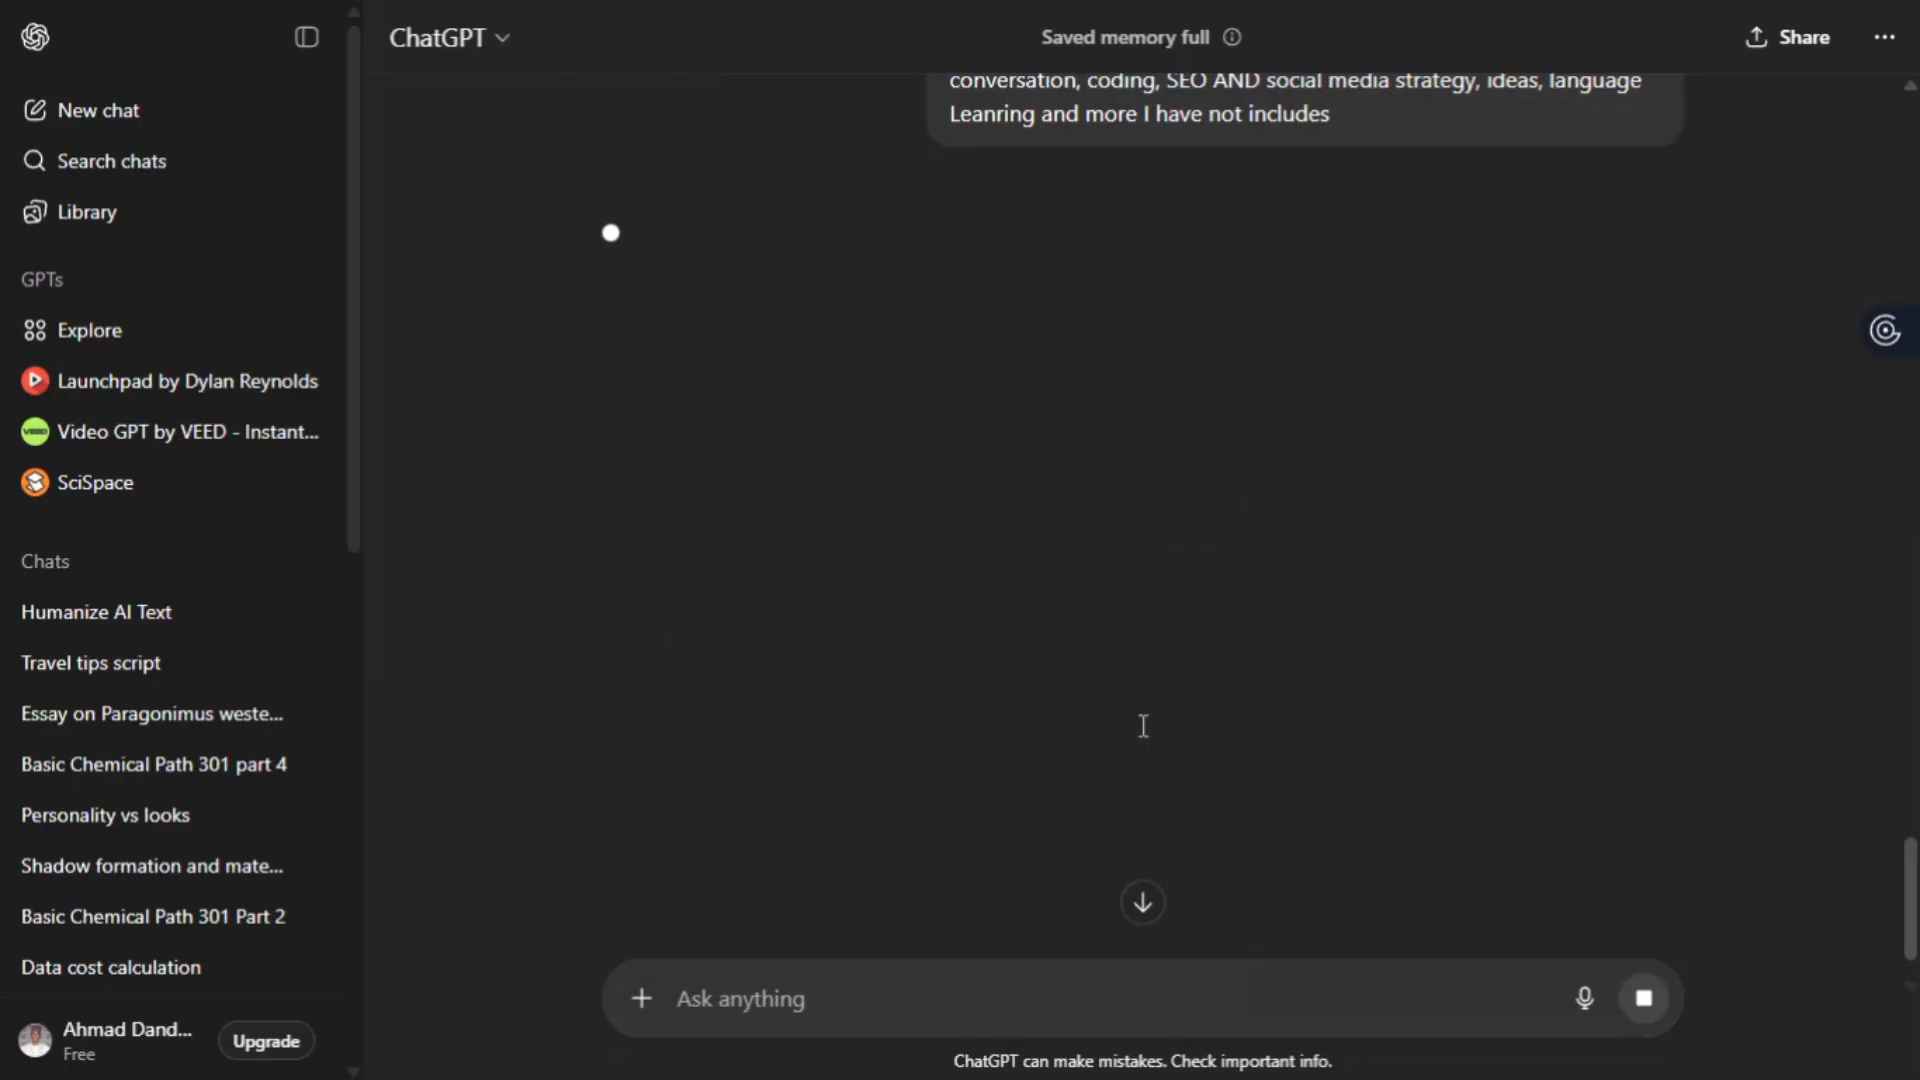 ChatGPT
Saved memory full
Share
New chat
Search chats
Library
GPTs
Explore
Launchpad by Dylan Reynolds
VEED
Video GPT by VEED - Instant...
SciSpace
Chats
Humanize AI Text
Travel tips script
Essay on Paragonimus weste...
Basic Chemical Path 301 part 4
Personality vs looks
Shadow formation and mate...
Basic Chemical Path 301 Part 2
Data cost calculation
Ahmad Dand...
Free
Upgrade
conversation, coding, SEO AND social media strategy, ideas, language
Leanring and more I have not includes
Ask anything
ChatGPT can make mistakes. Check important info.